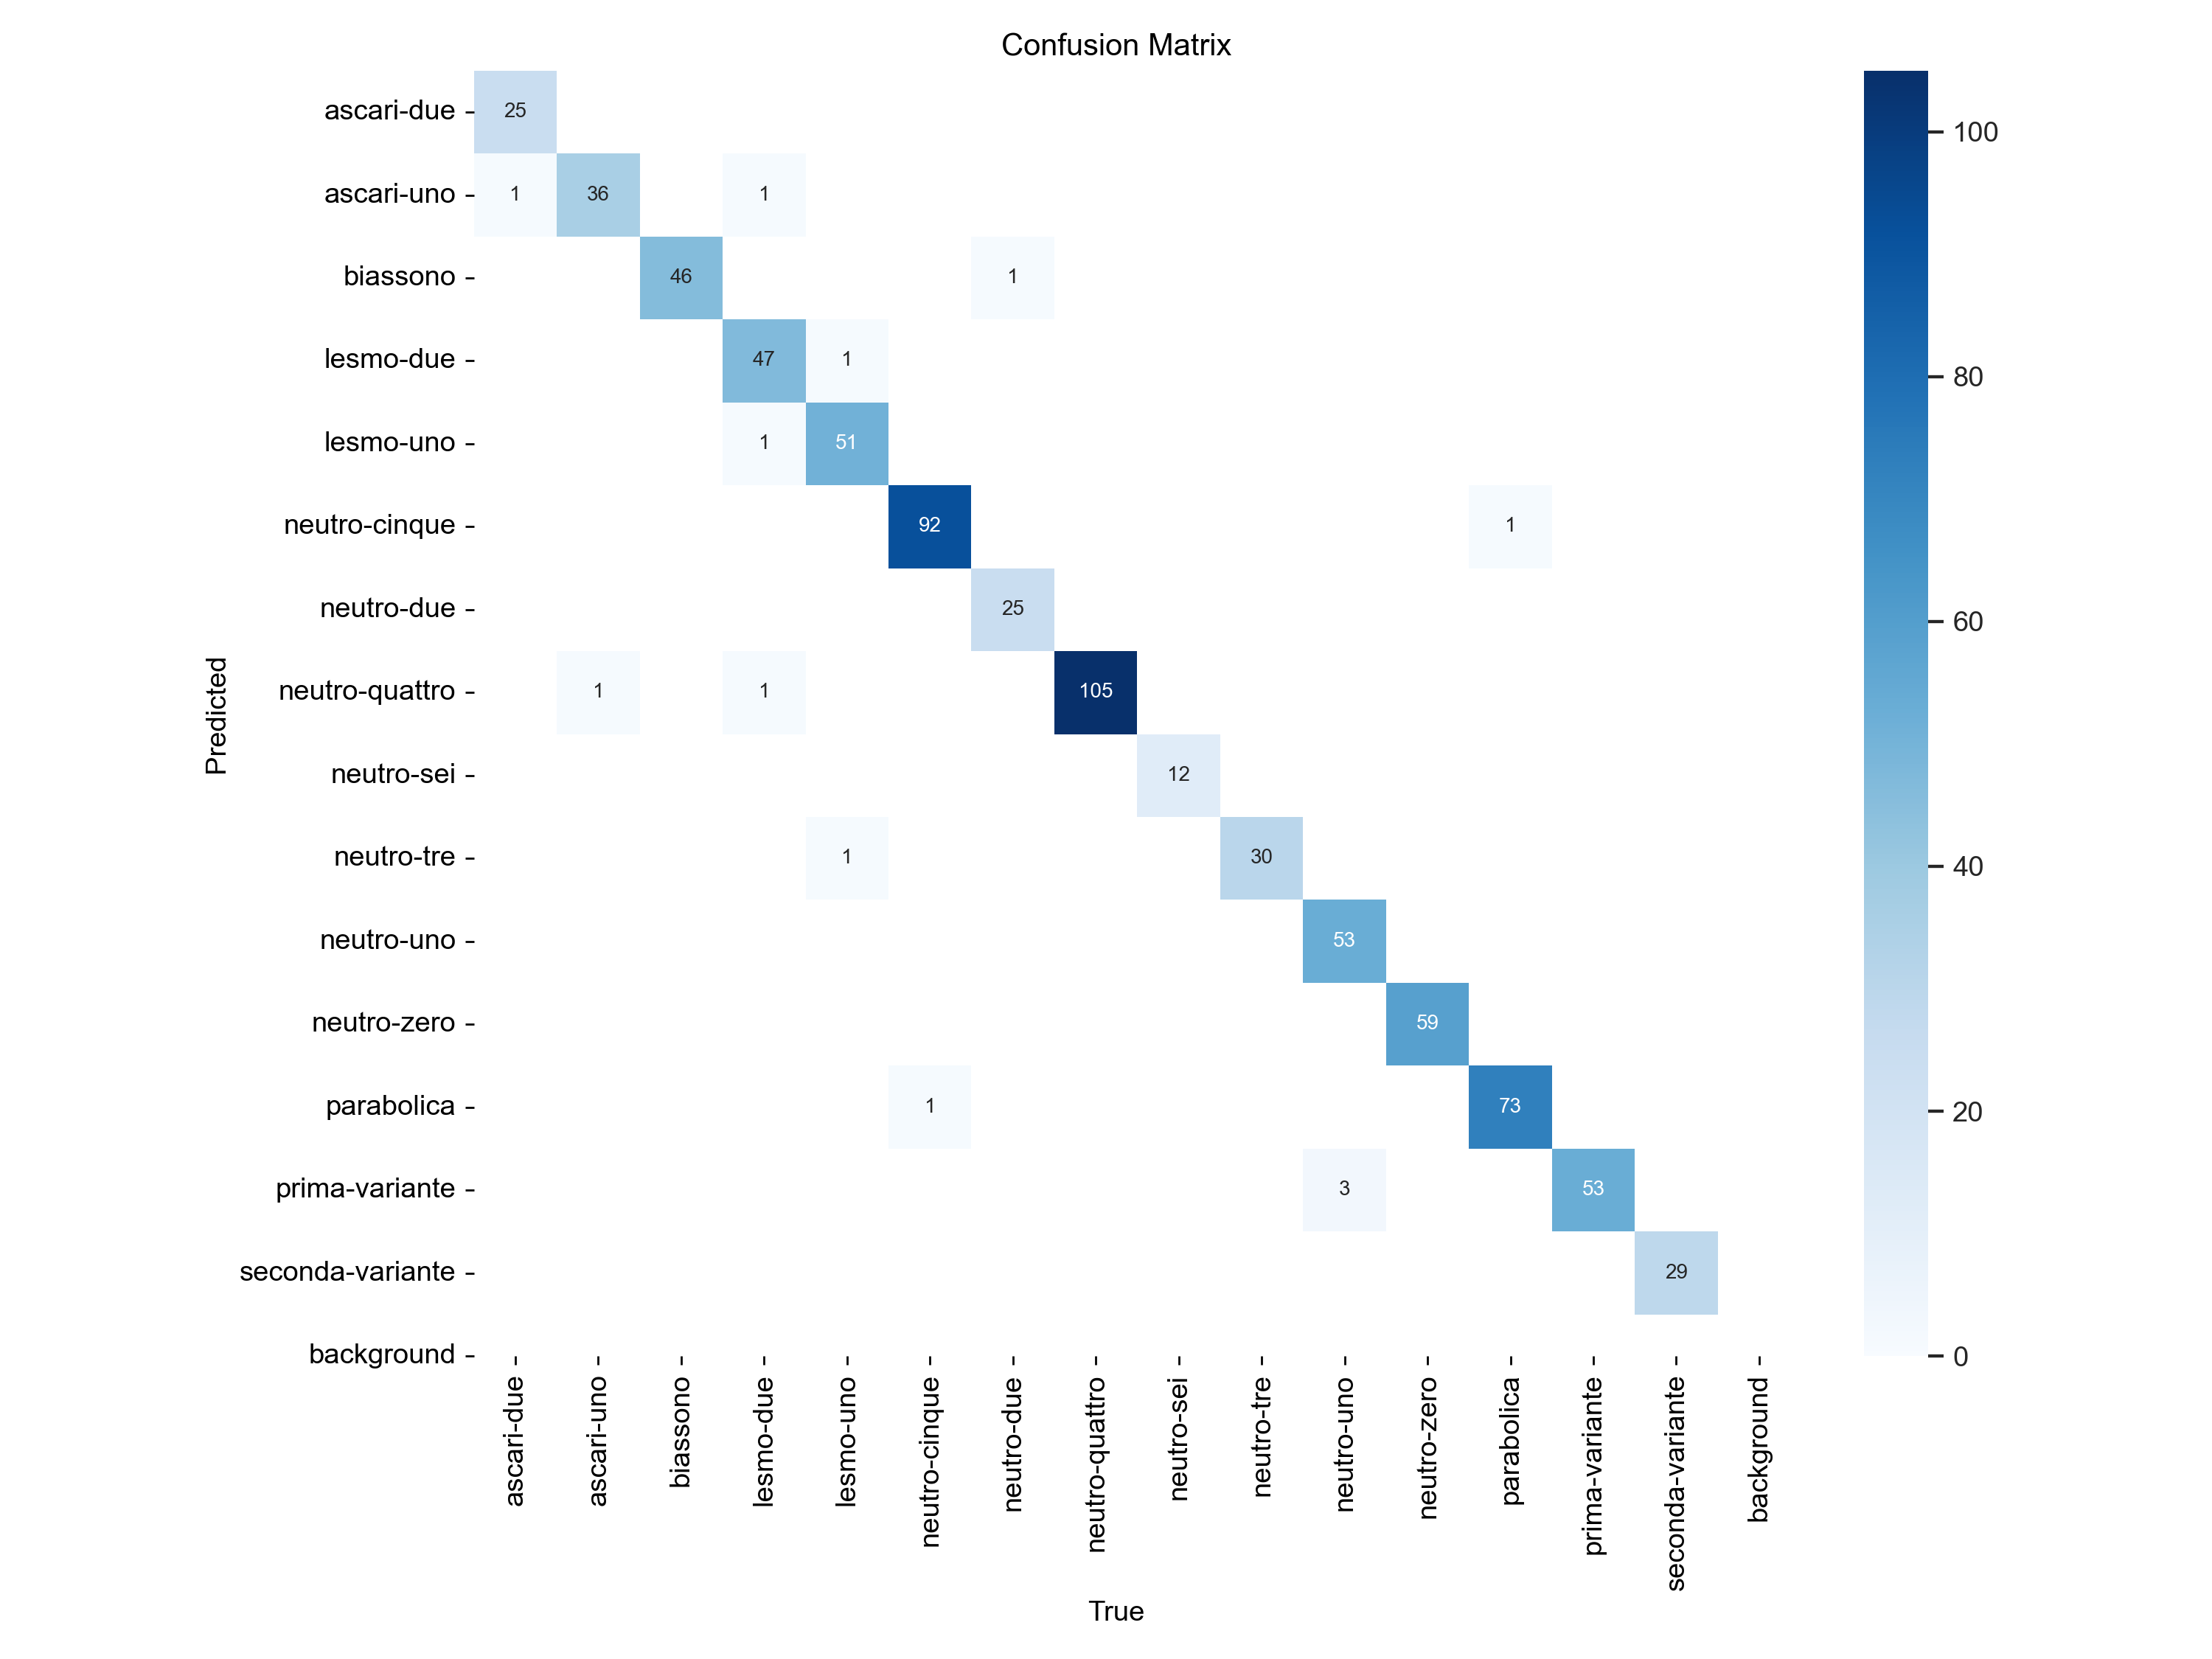 Confusion Matrix
ascari-due 25
ascari-uno 1 36 1
biassono 46 1
lesmo-due 47 1
lesmo-uno 1 51
neutro-cinque 92 1
neutro-due 25
neutro-quattro 1 1 105
neutro-sei 12
neutro-tre 1 30
neutro-uno 53
neutro-zero 59
parabolica 1 73
prima-variante 3 53
seconda-variante 29
background
Predicted
ascari-due
ascari-uno
biassono
lesmo-due
lesmo-uno
neutro-cinque
neutro-due
neutro-quattro
neutro-sei
neutro-tre
neutro-uno
neutro-zero
parabolica
prima-variante
seconda-variante
background
True
100
80
60
40
20
0